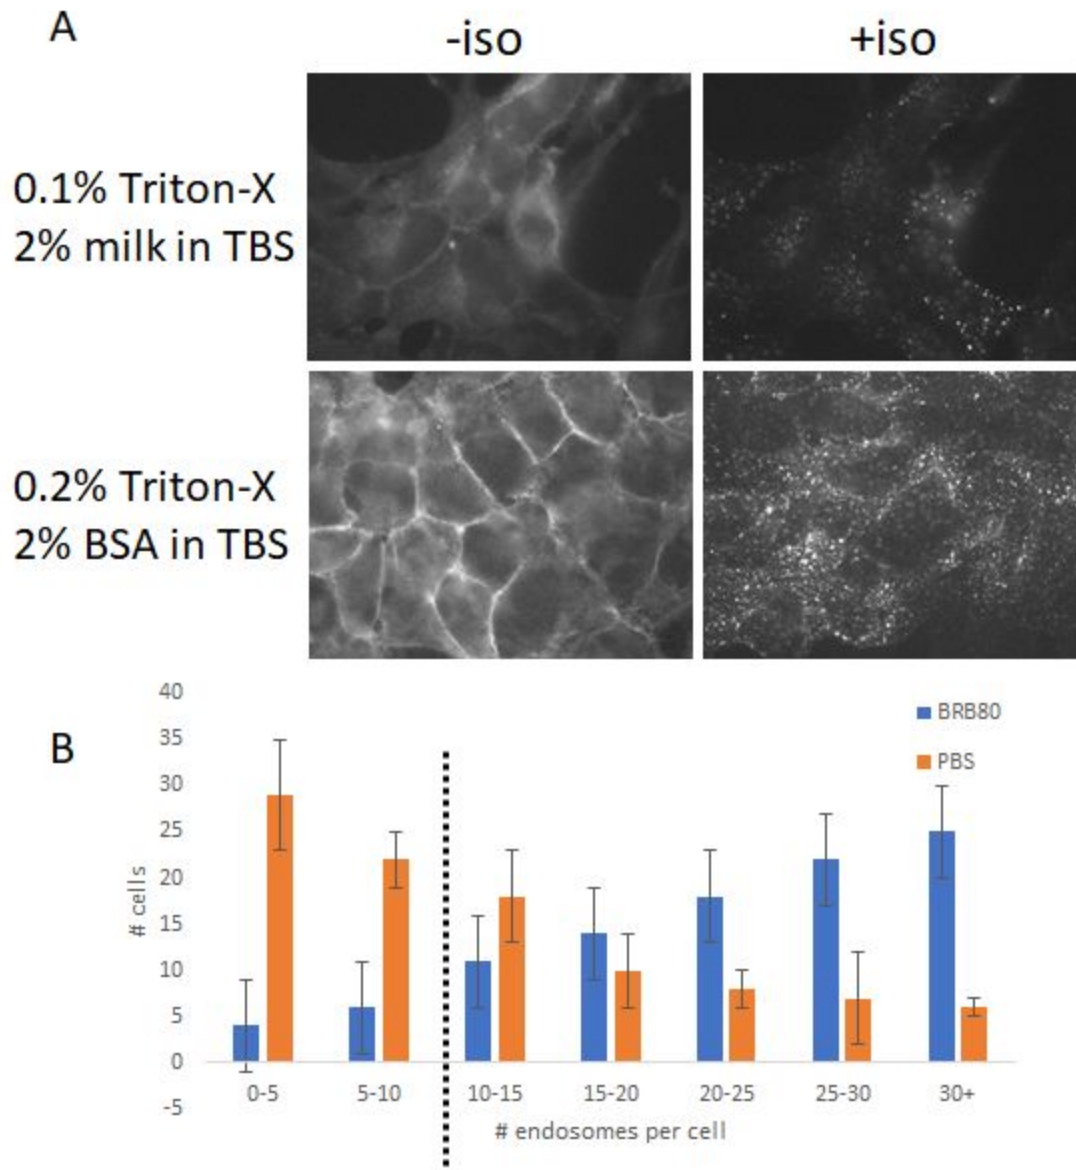 A
-iso
+iso
0.1% Triton-X
2% milk in TBS
0.2% Triton-X
2% BSA in TBS
B
40
35
30
25
20
15
10
5
0
-5
# cells
BRB80
PBS
0-5
5-10
10-15
15-20
20-25
25-30
30+
# endosomes per cell